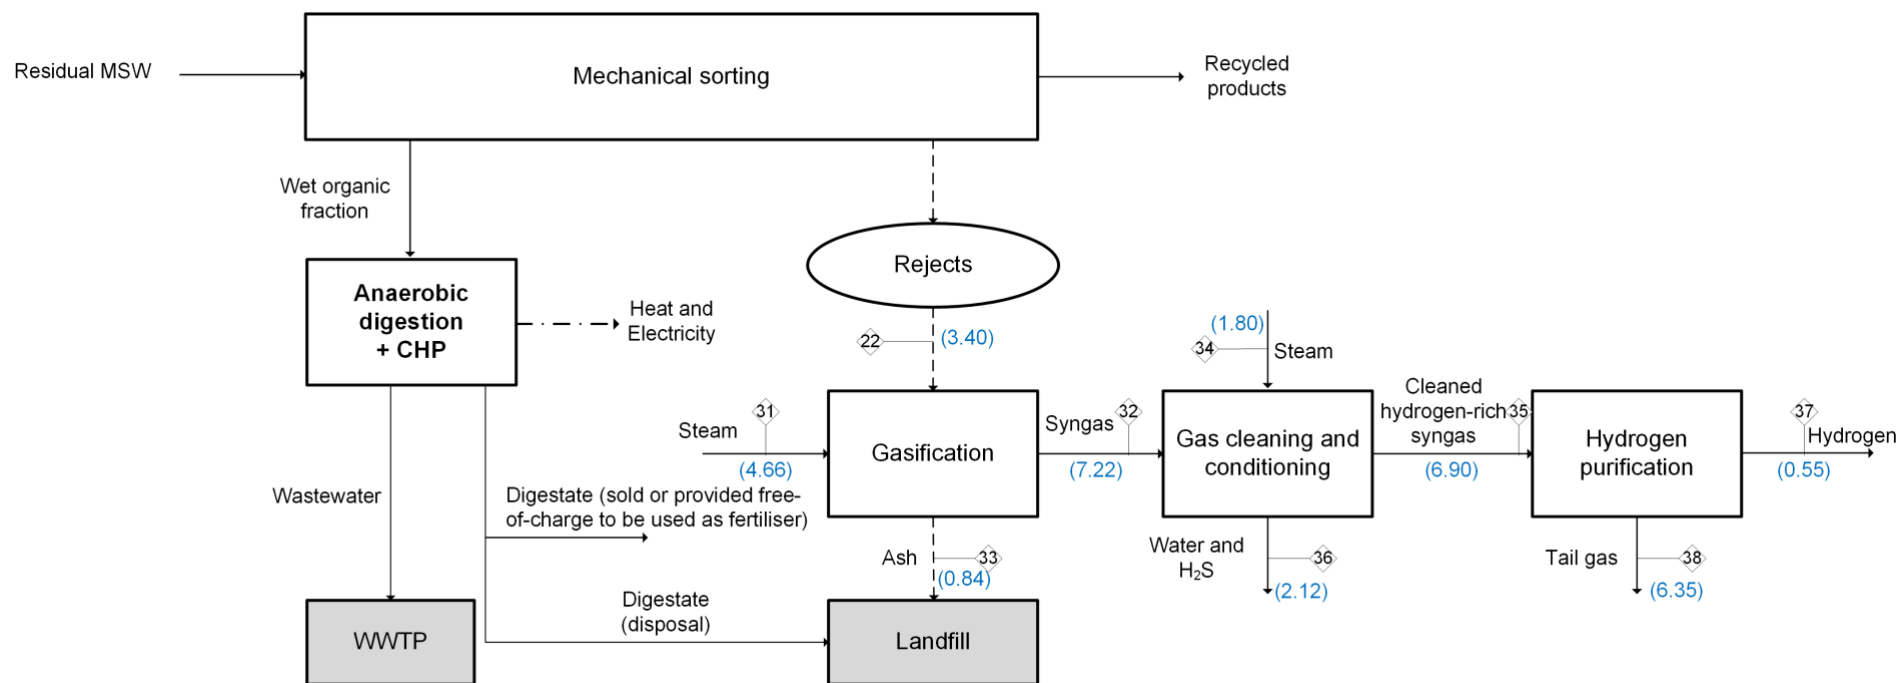 Residual MSW
Mechanical sorting
Recycled
products
Wet organic
fraction
Rejects
Anaerobic
digestion
+ CHP
Heat and
Electricity
22
(3.40)
(1.80)
34
Steam
31
Steam
(4.66)
Gasification
32
Syngas
(7.22)
Gas cleaning and
conditioning
Cleaned
hydrogen-rich
syngas
35
(6.90)
Hydrogen
purification
37
Hydrogen
(0.55)
Wastewater
Digestate (sold or provided free-
of-charge to be used as fertiliser)
Ash
33
(0.84)
Water and
H₂S
36
(2.12)
Tail gas
38
(6.35)
Digestate
(disposal)
WWTP
Landfill